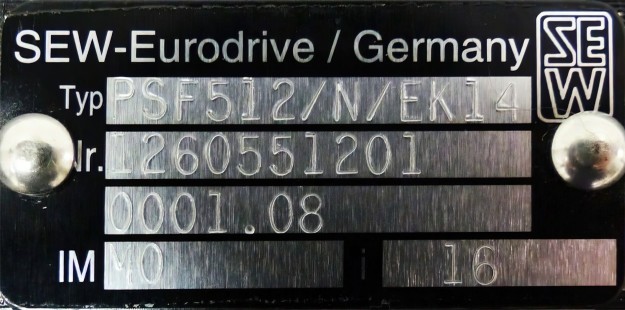 SEW-Eurodrive / Germany SEW
Typ PSF512/N/EK14
Nr. 1260551201
0001.08
IM M0 i 16